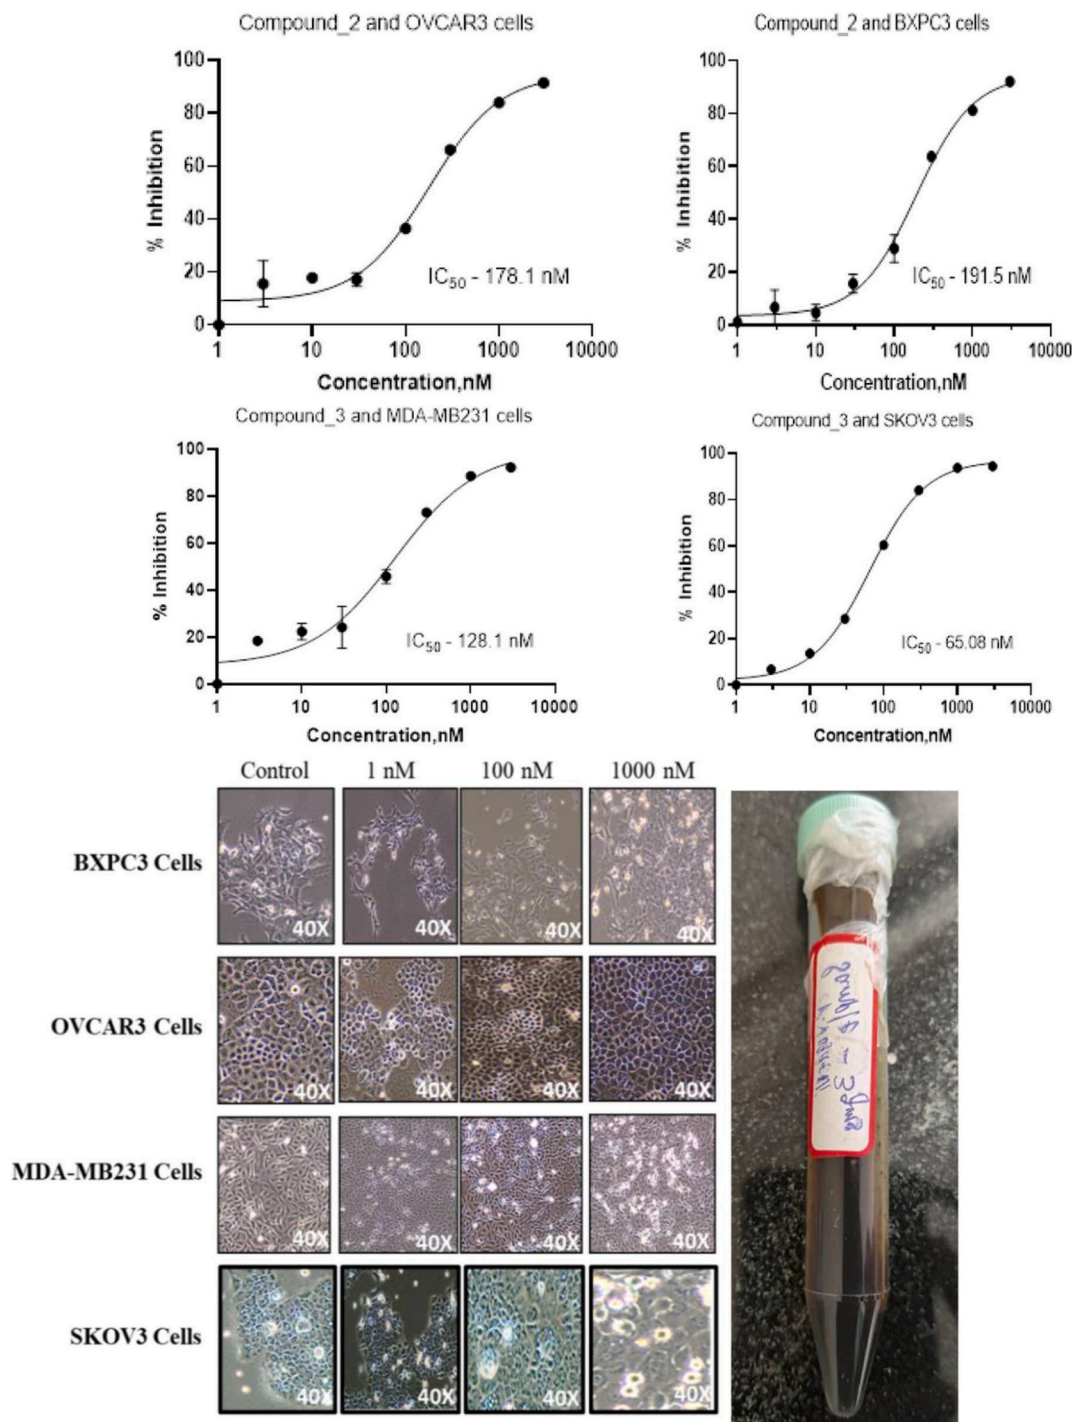 Compound_2 and OVCAR3 cells
% Inhibition
100
80
60
40
20
0
IC50 - 178.1 nM
1 10 100 1000 10000
Concentration,nM
Compound_2 and BXPC3 cells
% Inhibition
100
80
60
40
20
0
IC50 - 191.5 nM
1 10 100 1000 10000
Concentration,nM
Compound_3 and MDA-MB231 cells
% Inhibition
100
80
60
40
20
0
IC50 - 128.1 nM
1 10 100 1000 10000
Concentration,nM
Compound_3 and SKOV3 cells
% Inhibition
100
80
60
40
20
0
IC50 - 65.08 nM
1 10 100 1000 10000
Concentration,nM
Control 1 nM 100 nM 1000 nM
BXPC3 Cells
40X 40X 40X 40X
OVCAR3 Cells
40X 40X 40X 40X
MDA-MB231 Cells
40X 40X 40X 40X
SKOV3 Cells
40X 40X 40X 40X